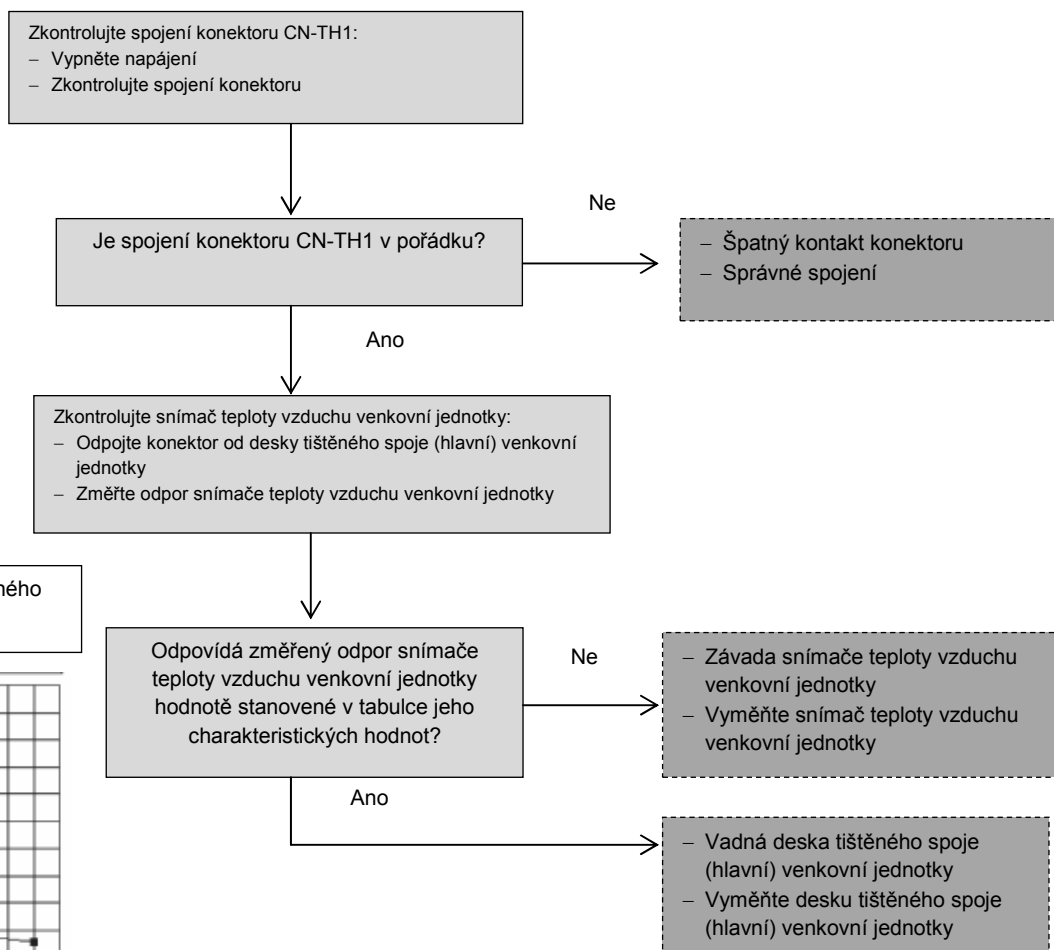 Zkontrolujte spojení konektoru CN-TH1:
– Vypněte napájení
– Zkontrolujte spojení konektoru
Ne
Je spojení konektoru CN-TH1 v pořádku?
– Špatný kontakt konektoru
– Správné spojení
Ano
Zkontrolujte snímač teploty vzduchu venkovní jednotky:
– Odpojte konektor od desky tištěného spoje (hlavní) venkovní
jednotky
– Změřte odpor snímače teploty vzduchu venkovní jednotky
Odpovídá změřený odpor snímače
teploty vzduchu venkovní jednotky
hodnotě stanovené v tabulce jeho
charakteristických hodnot?
Ne
– Závada snímače teploty vzduchu
venkovní jednotky
– Vyměňte snímač teploty vzduchu
venkovní jednotky
Ano
– Vadná deska tištěného spoje
(hlavní) venkovní jednotky
– Vyměňte desku tištěného spoje
(hlavní) venkovní jednotky